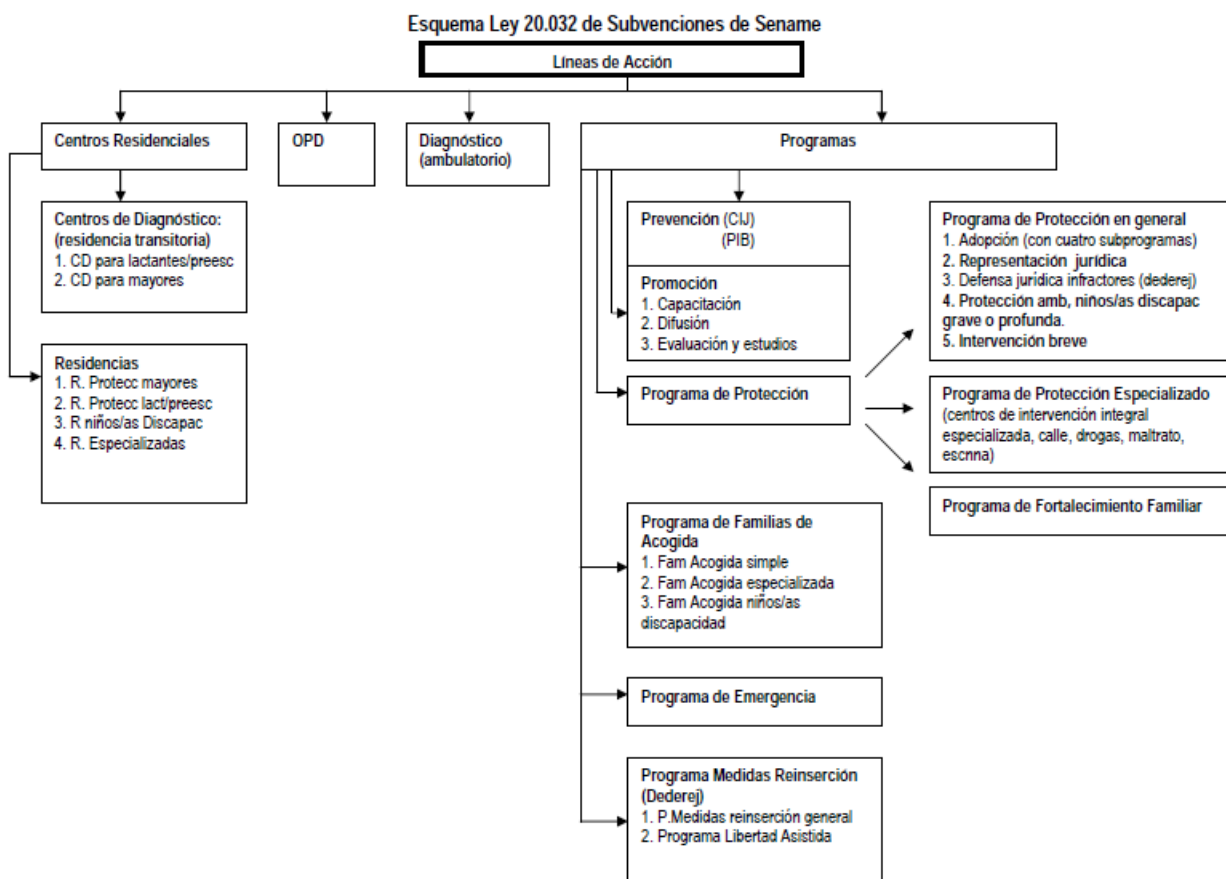 Esquema Ley 20.032 de Subvenciones de Sename
Líneas de Acción
Centros Residenciales
OPD
Diagnóstico
(ambulatorio)
Programas
Centros de Diagnóstico:
(residencia transitoria)
1. CD para lactantes/preesc
2. CD para mayores
Residencias
1. R. Protecc mayores
2. R. Protecc lact/preesc
3. R niños/as Discapac
4. R. Especializadas
Prevención (CIJ)
(PIB)
Promoción
1. Capacitación
2. Difusión
3. Evaluación y estudios
Programa de Protección
Programa de Protección en general
1. Adopción (con cuatro subprogramas)
2. Representación jurídica
3. Defensa jurídica infractores (dederej)
4. Protección amb, niños/as discapac
grave o profunda.
5. Intervención breve
Programa de Protección Especializado
(centros de intervención integral
especializada, calle, drogas, maltrato,
escnna)
Programa de Fortalecimiento Familiar
Programa de Familias de
Acogida
1. Fam Acogida simple
2. Fam Acogida especializada
3. Fam Acogida niños/as
discapacidad
Programa de Emergencia
Programa Medidas Reinserción
(Dederej)
1. P.Medidas reinserción general
2. Programa Libertad Asistida